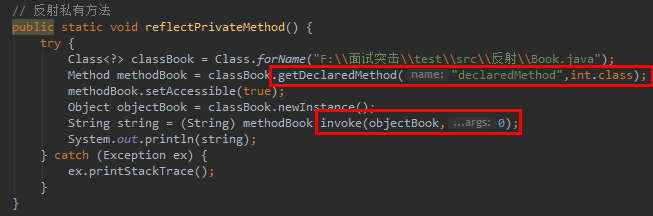 // 反射私有方法
public static void reflectPrivateMethod() {
try {
Class<?> classBook = Class.forName("F:\\面试突击\\test\\src\\反射\\Book.java");
Method methodBook = classBook.getDeclaredMethod( name: "declaredMethod",int.class);
methodBook.setAccessible(true);
Object objectBook = classBook.newInstance();
String string = (String) methodBook.invoke(objectBook, ...args: 0);
System.out.println(string);
} catch (Exception ex) {
ex.printStackTrace();
}
}